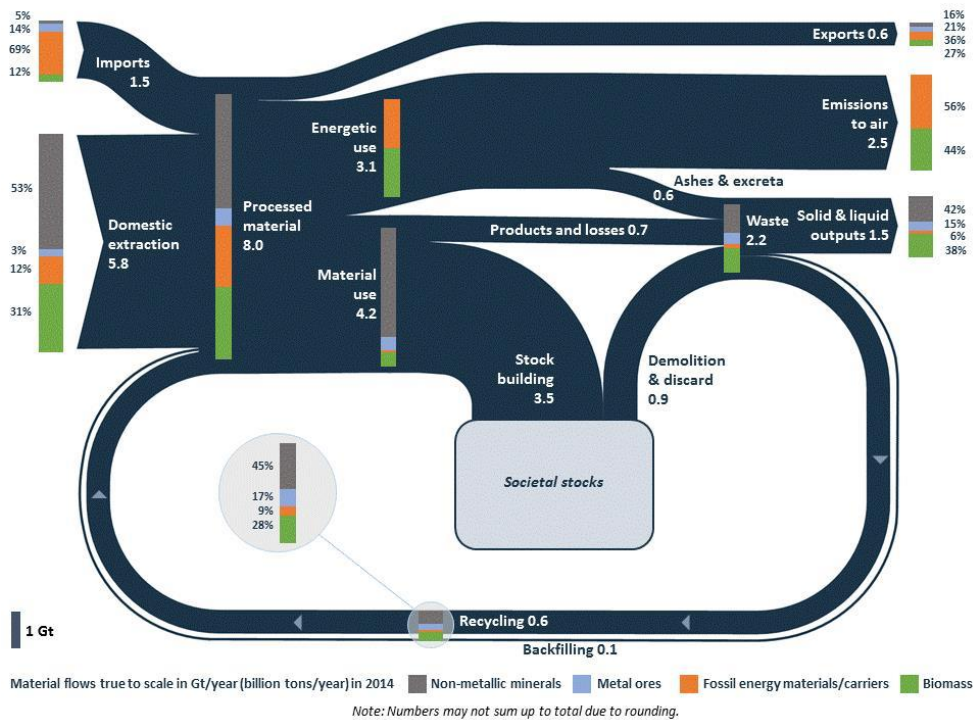 5%
14%
69%
12%
Imports
1.5
Exports 0.6
16%
21%
36%
27%
Emissions
to air
2.5
56%
44%
Energetic
use
3.1
53%
3%
12%
31%
Domestic
extraction
5.8
Processed
material
8.0
Ashes & excreta
0.6
Products and losses 0.7
Waste
2.2
Solid & liquid
outputs 1.5
42%
15%
6%
38%
Material
use
4.2
Stock
building
3.5
Demolition
& discard
0.9
Societal stocks
45%
17%
9%
28%
Recycling 0.6
Backfilling 0.1
1 Gt
Material flows true to scale in Gt/year (billion tons/year) in 2014
Non-metallic minerals
Metal ores
Fossil energy materials/carriers
Biomass
Note: Numbers may not sum up to total due to rounding.